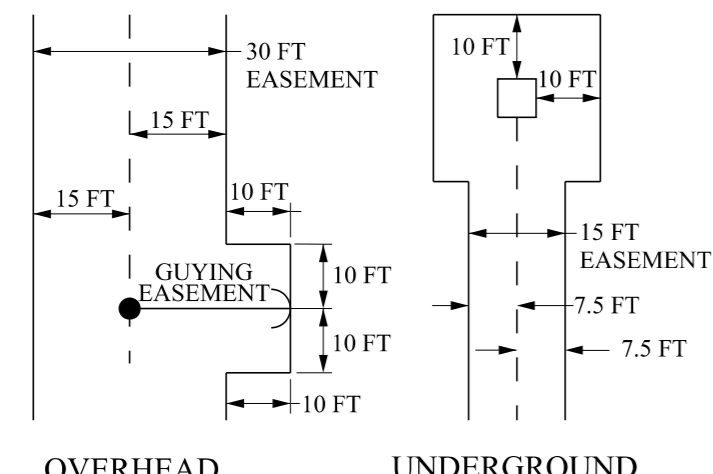 30 FT
EASEMENT
15 FT
15 FT
10 FT
GUYING
EASEMENT
10 FT
10 FT
10 FT
OVERHEAD
10 FT
10 FT
15 FT
EASEMENT
7.5 FT
7.5 FT
UNDERGROUND